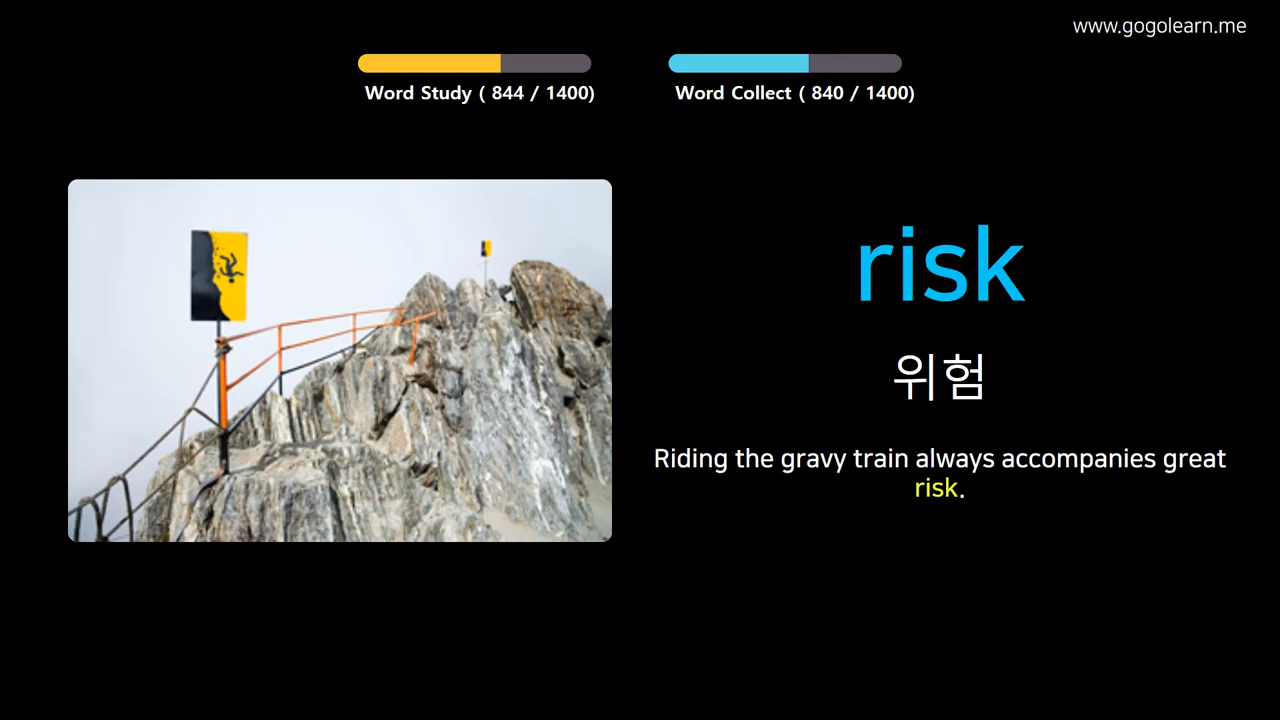 www.gogolearn.me
Word Study ( 844 / 1400)
Word Collect ( 840 / 1400)
risk
위험
Riding the gravy train always accompanies great
risk.